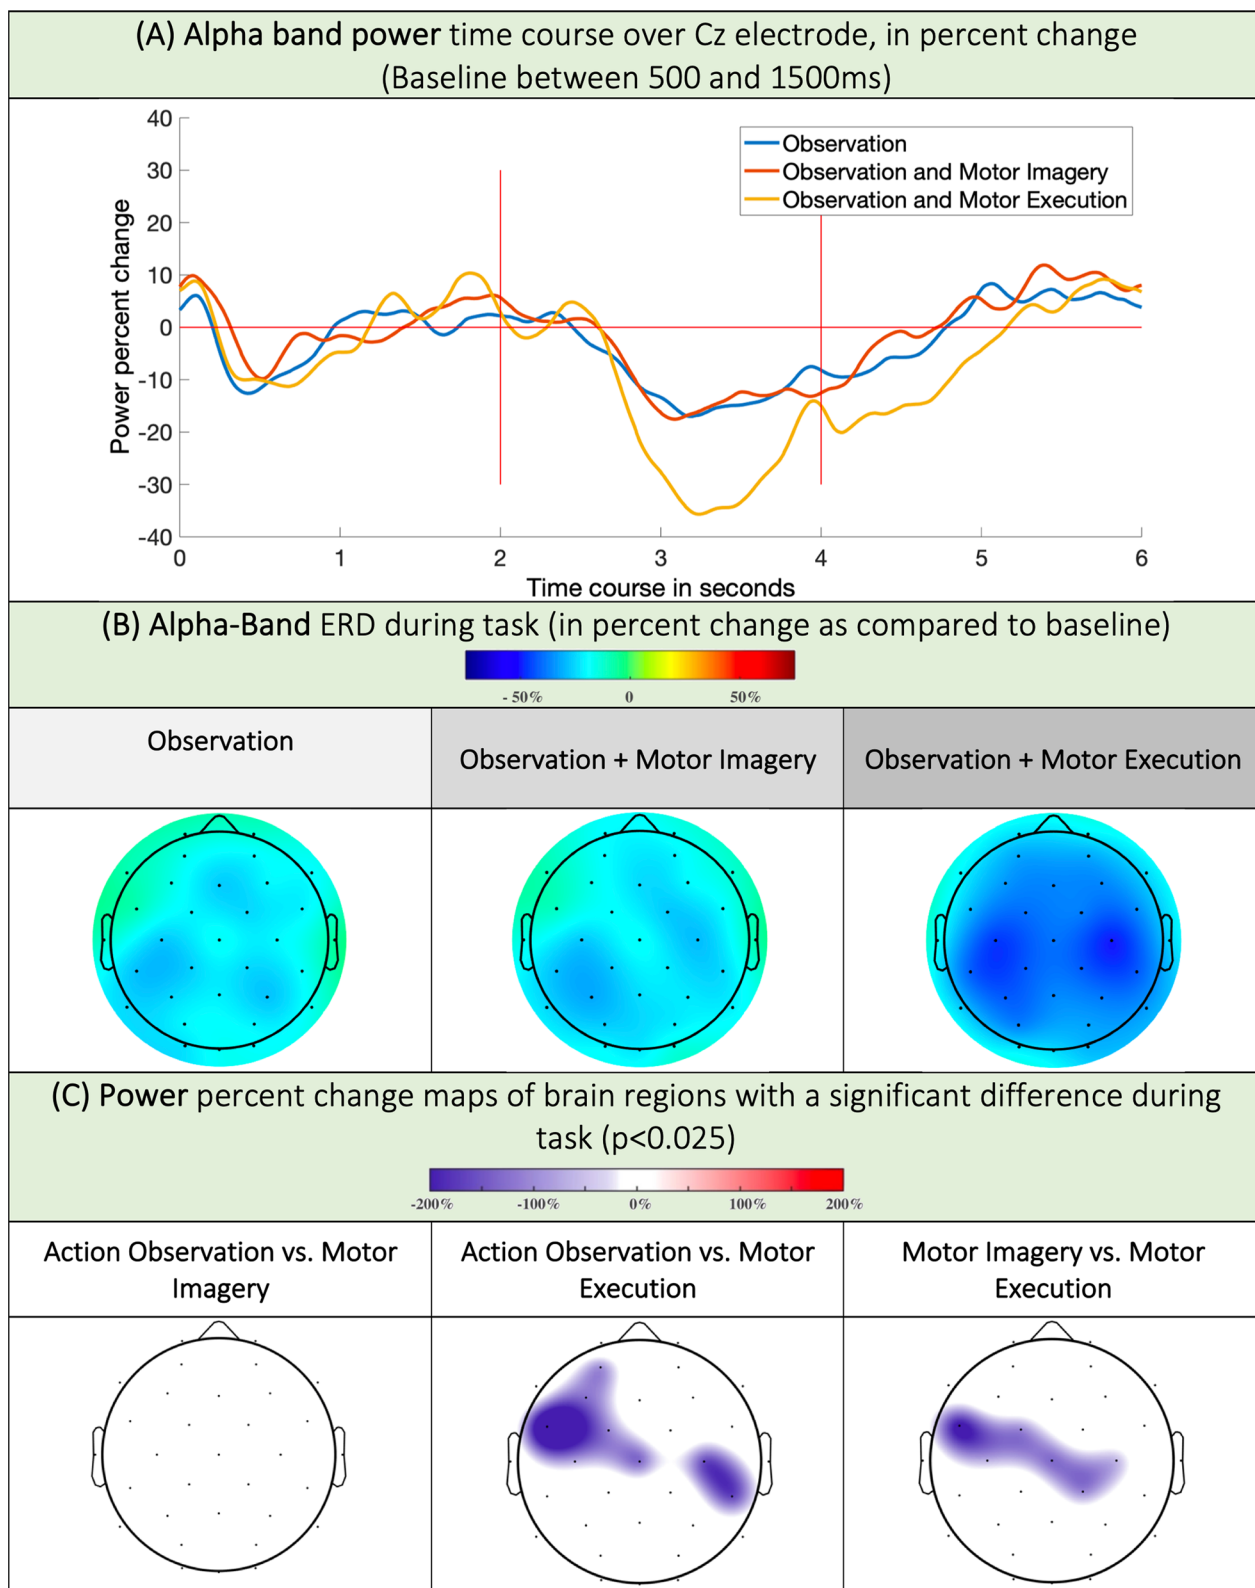 (A) Alpha band power time course over Cz electrode, in percent change
(Baseline between 500 and 1500ms)
40
30
20
10
0
-10
-20
-30
-40
Power percent change
Observation
Observation and Motor Imagery
Observation and Motor Execution
0 1 2 3 4 5 6
Time course in seconds
(B) Alpha-Band ERD during task (in percent change as compared to baseline)
- 50% 0 50%
Observation
Observation + Motor Imagery
Observation + Motor Execution
(C) Power percent change maps of brain regions with a significant difference during
task (p<0.025)
-200% -100% 0% 100% 200%
Action Observation vs. Motor
Imagery
Action Observation vs. Motor
Execution
Motor Imagery vs. Motor
Execution